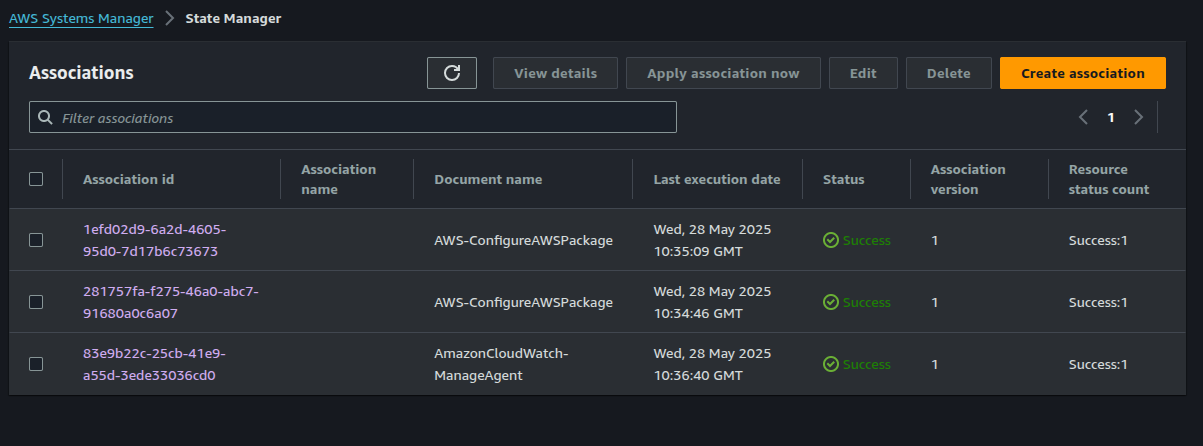 AWS Systems Manager > State Manager
Associations
View details
Apply association now
Edit
Delete
Create association
Filter associations
1
Association id
Association
name
Document name
Last execution date
Status
Association
version
Resource
status count
1efd02d9-6a2d-4605-
95d0-7d17b6c73673
AWS-ConfigureAWSPackage
Wed, 28 May 2025
10:35:09 GMT
Success
1
Success:1
281757fa-f275-46a0-abc7-
91680a0c6a07
AWS-ConfigureAWSPackage
Wed, 28 May 2025
10:34:46 GMT
Success
1
Success:1
83e9b22c-25cb-41e9-
a55d-3ede33036cd0
AmazonCloudWatch-
ManageAgent
Wed, 28 May 2025
10:36:40 GMT
Success
1
Success:1